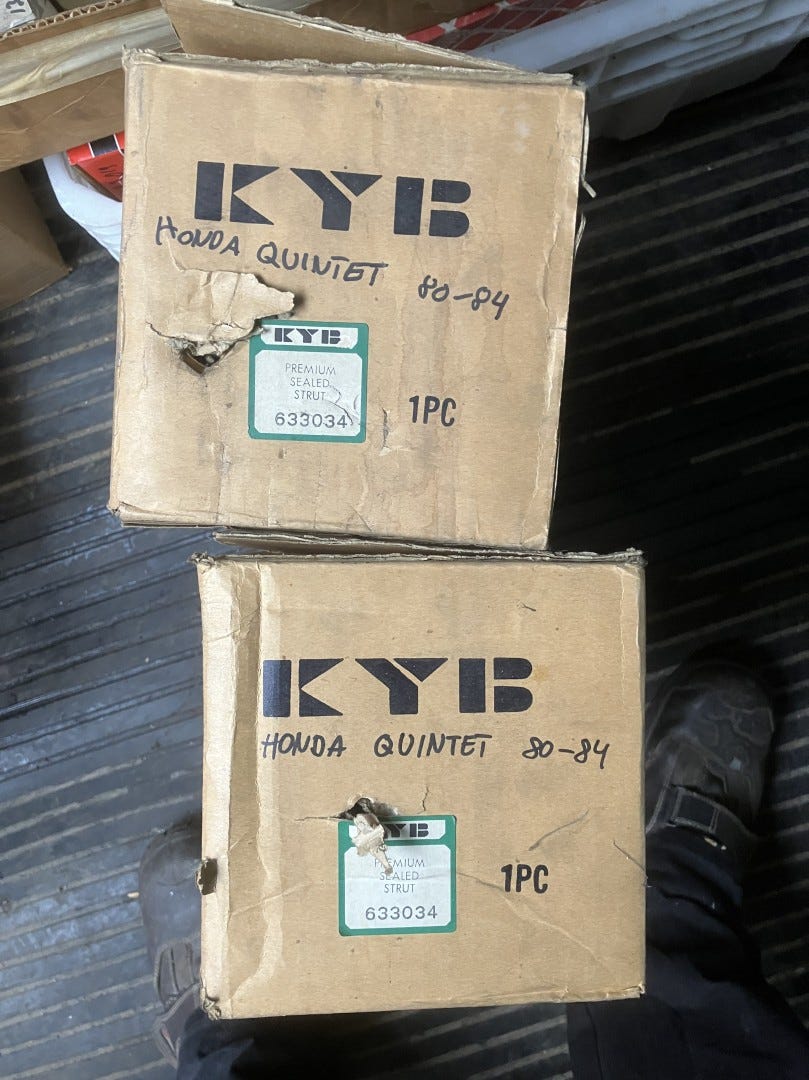 KYB
HONDA QUINTET 80-84
KYB
PREMIUM
SEALED
STRUT
633034
1PC
KYB
HONDA QUINTET 80-84
YB
PREMIUM
SEALED
STRUT
633034
1PC